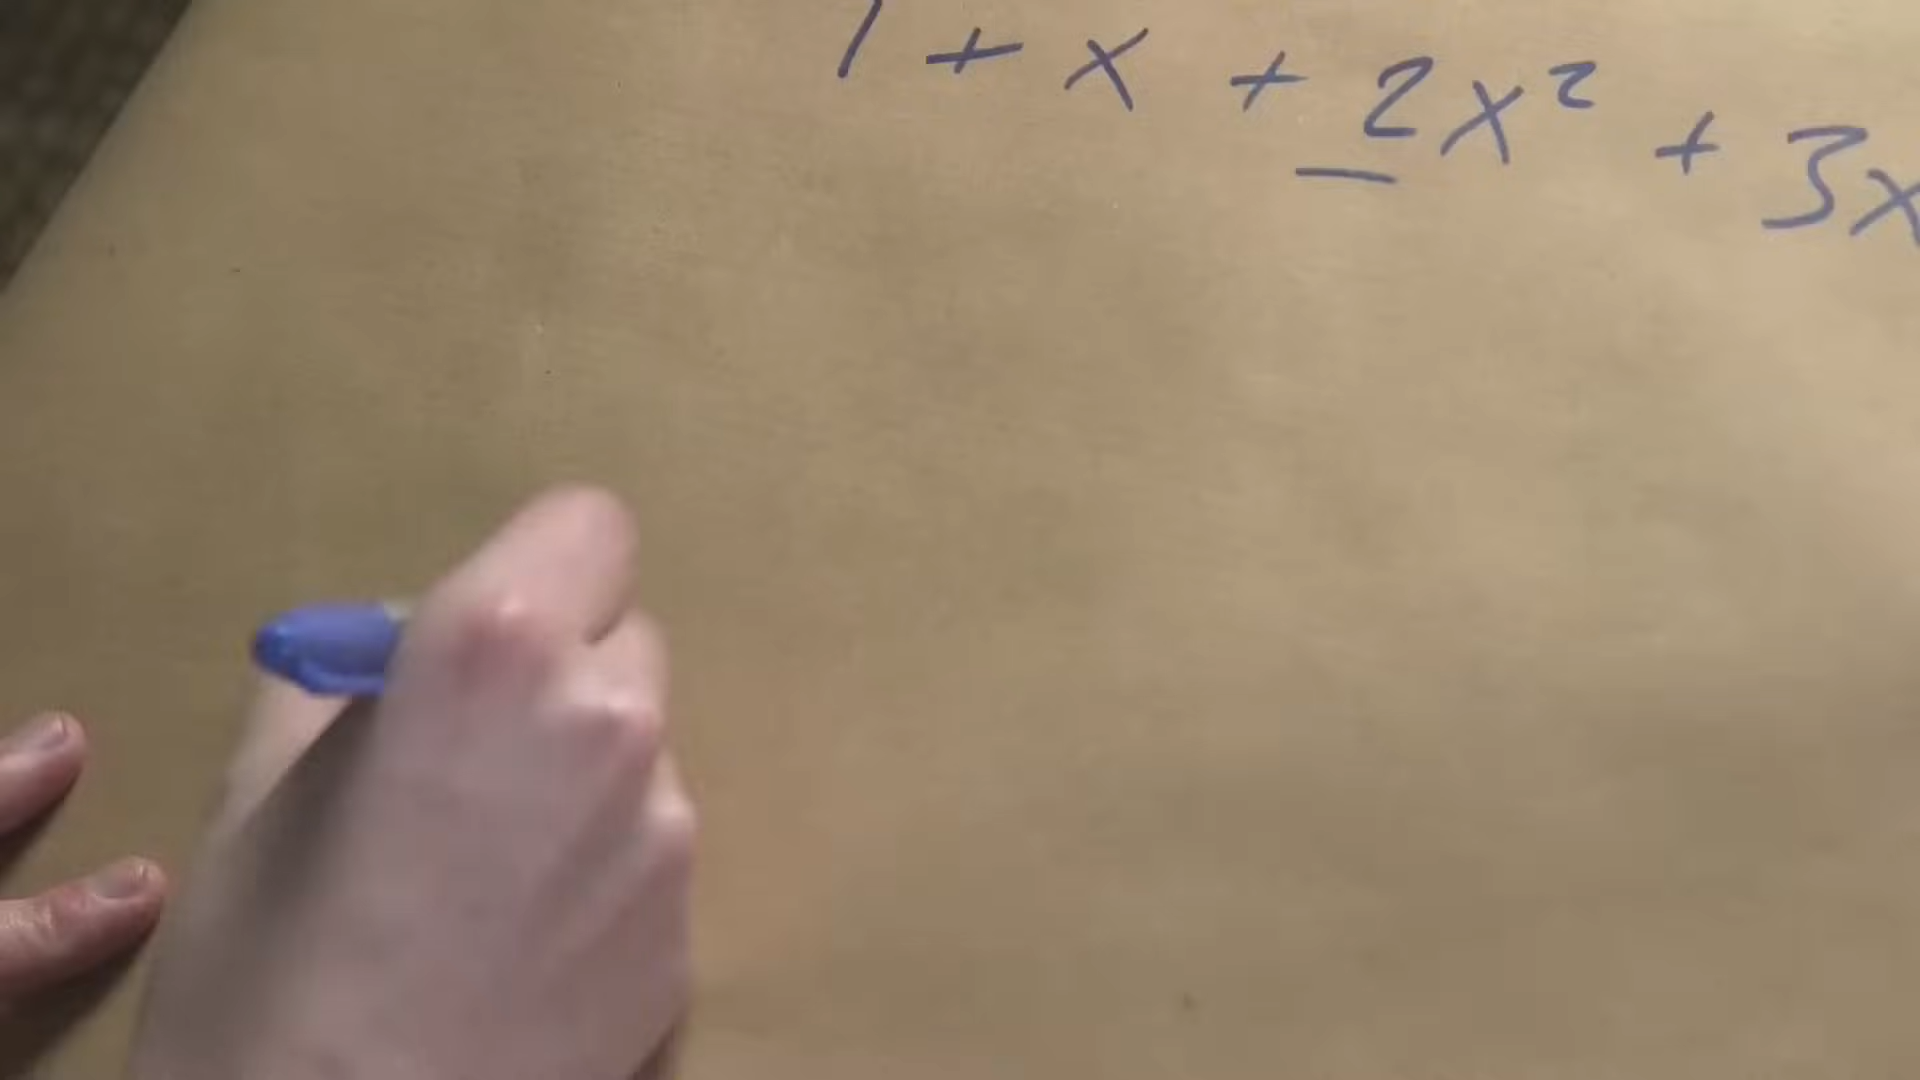 1 + x + 2x² + 3x